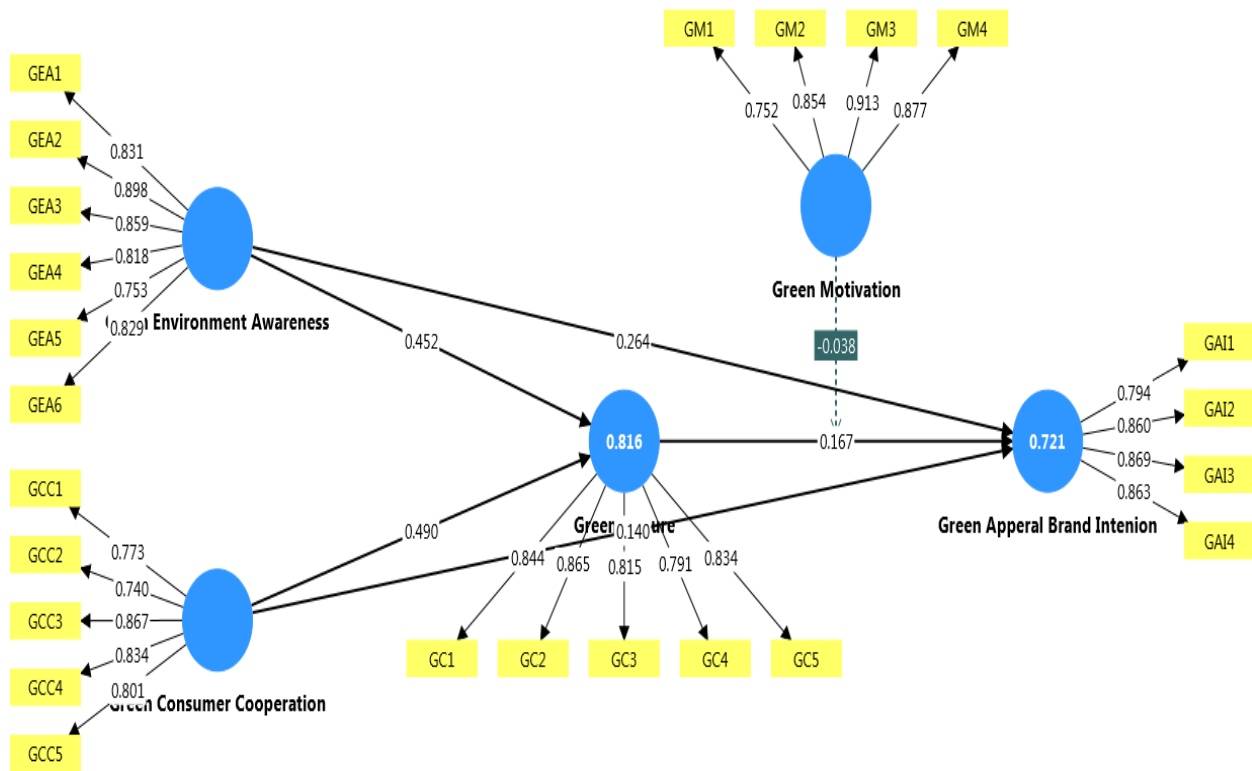 GM1
GM2
GM3
GM4
0.752
0.854
0.913
0.877
Green Motivation
-0.038
GEA1
GEA2
GEA3
GEA4
GEA5
GEA6
0.831
0.898
0.859
0.818
0.753
0.829
Environment Awareness
0.452
0.264
GCC1
GCC2
GCC3
GCC4
GCC5
0.773
0.740
0.867
0.834
0.801
Green Consumer Cooperation
0.490
0.140
0.816
0.167
0.844
0.865
0.815
0.791
0.834
GC1
GC2
GC3
GC4
GC5
0.721
Green Apperal Brand Intenion
0.794
0.860
0.869
0.863
GAI1
GAI2
GAI3
GAI4